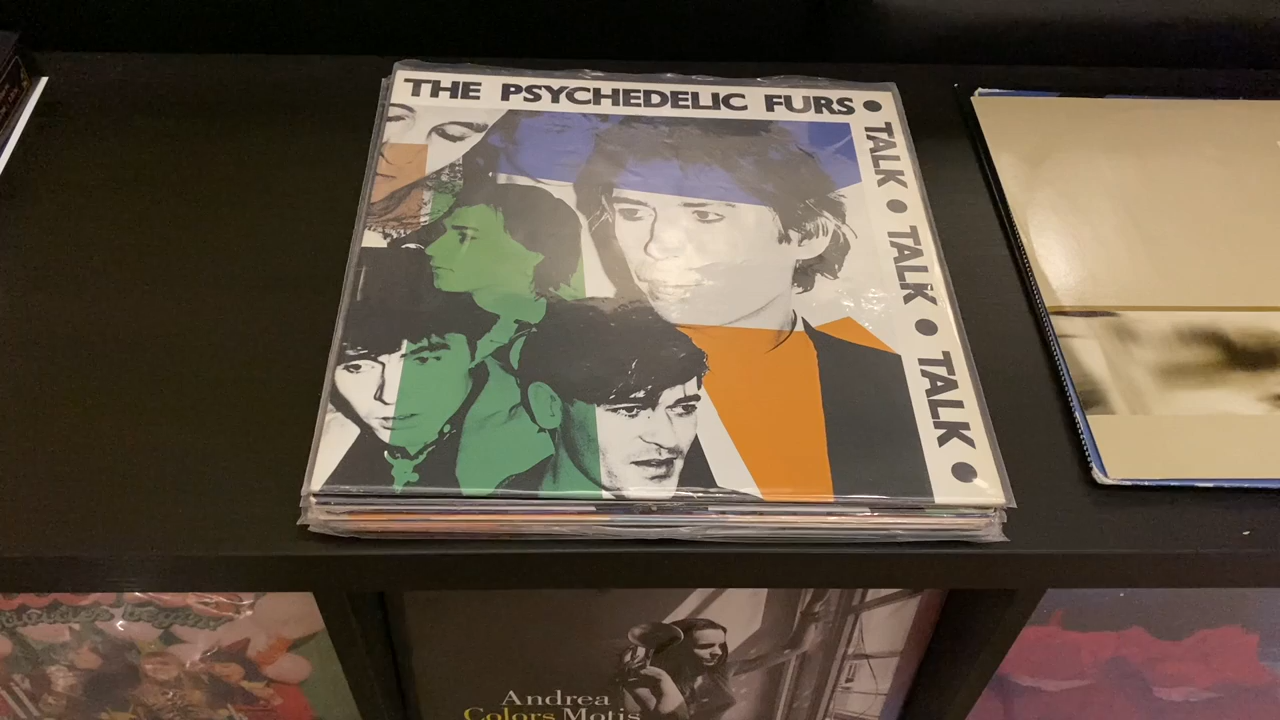 THE PSYCHEDELIC FURS •
TALK • TALK • TALK •
Andrea
Colors Motis